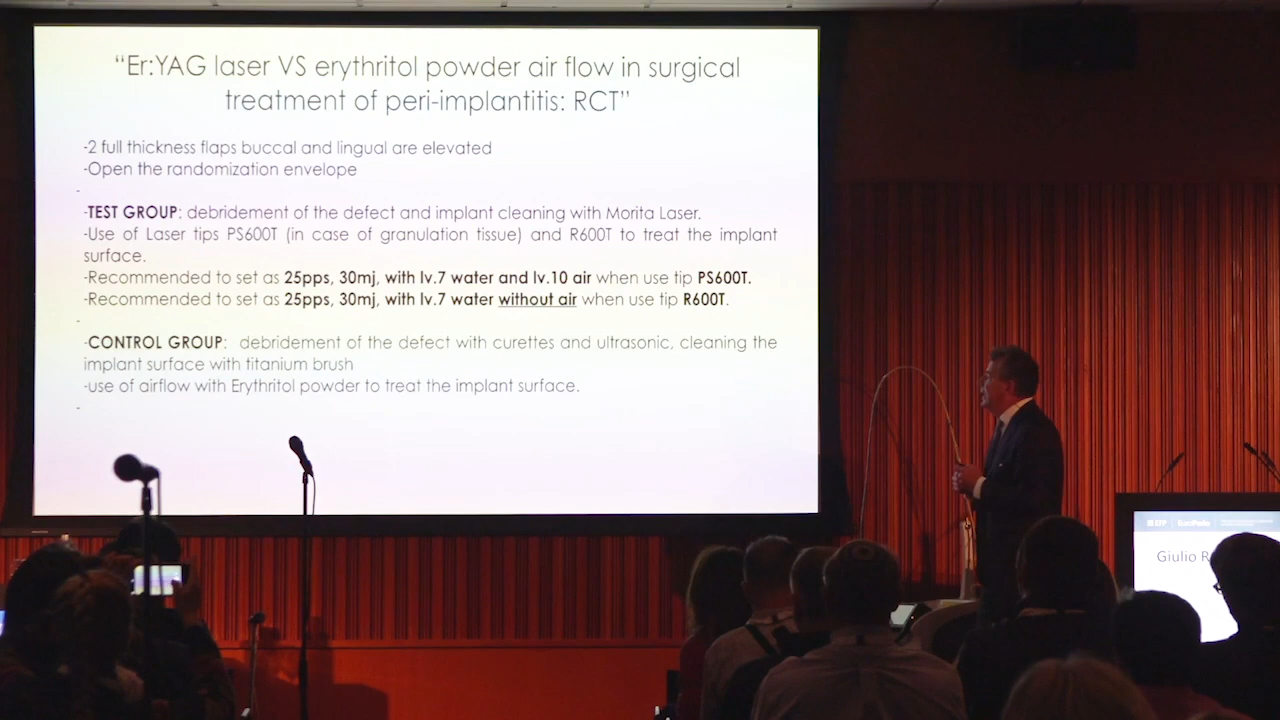 “Er:YAG laser VS erythritol powder air flow in surgical
treatment of peri-implantitis: RCT”
-2 full thickness flaps buccal and lingual are elevated
-Open the randomization envelope
-
-TEST GROUP: debridement of the defect and implant cleaning with Morita Laser.
-Use of Laser tips PS600T (in case of granulation tissue) and R600T to treat the implant
surface.
-Recommended to set as 25pps, 30mj, with lv.7 water and lv.10 air when use tip PS600T.
-Recommended to set as 25pps, 30mj, with lv.7 water without air when use tip R600T.
-
-CONTROL GROUP: debridement of the defect with curettes and ultrasonic, cleaning the
implant surface with titanium brush
-use of airflow with Erythritol powder to treat the implant surface.
-
EFP EuroPerio
Giulio R